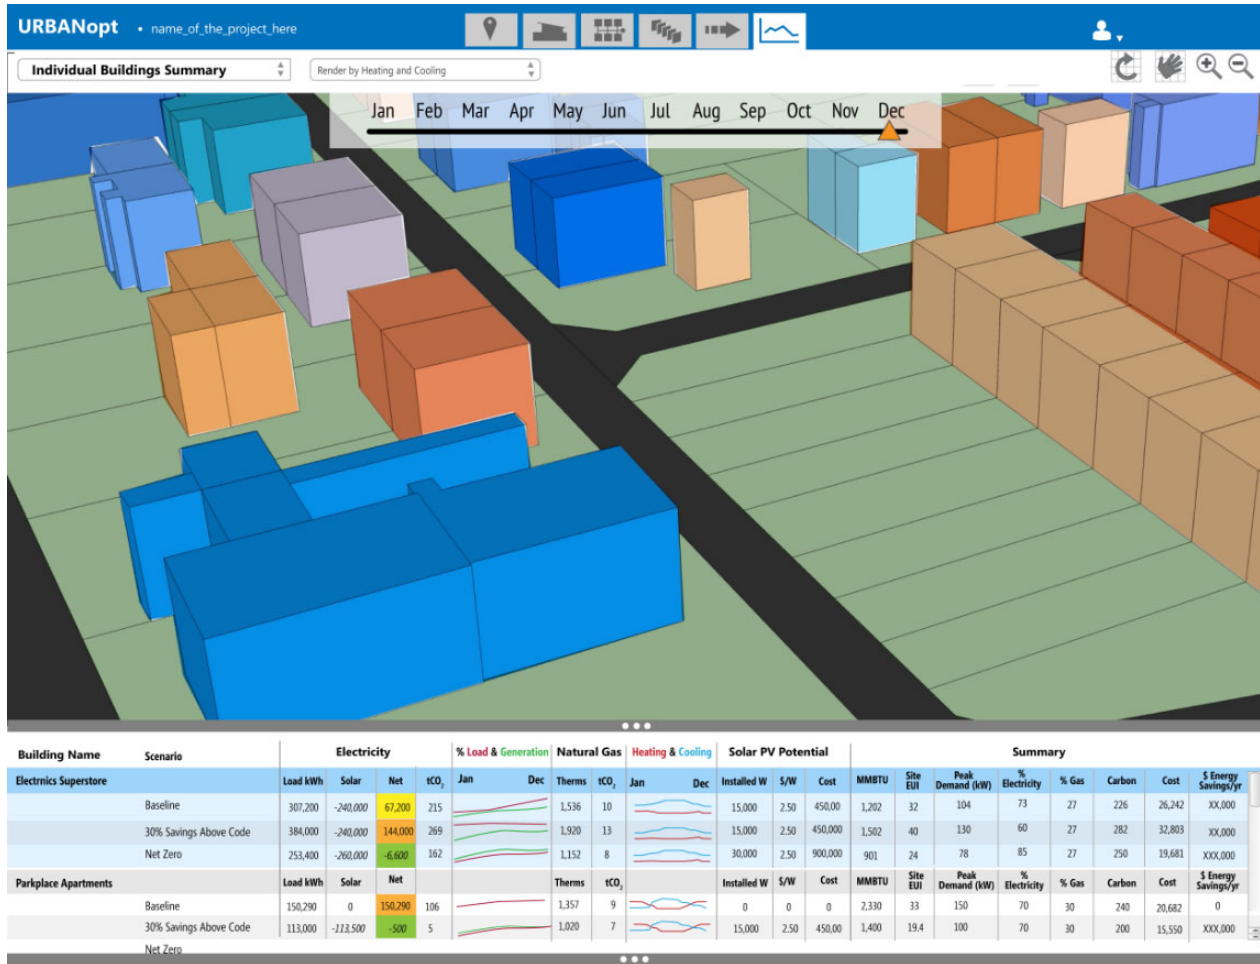 URBANopt • name_of_the_project_here
Individual Buildings Summary Render by Heating and Cooling
Jan Feb Mar Apr May Jun Jul Aug Sep Oct Nov Dec
Building Name Scenario Electricity % Load & Generation Natural Gas Heating & Cooling Solar PV Potential Summary
Electrnics Superstore Load kWh Solar Net tCO₂ Jan Dec Therms tCO₂ Jan Dec Installed W $/W Cost MMBTU Site EUI Peak Demand (kW) % Electricity % Gas Carbon Cost $ Energy Savings/yr
Baseline 307,200 -240,000 67,200 215 1,536 10 15,000 2.50 450,00 1,202 32 104 73 27 226 26,242 XX,000
30% Savings Above Code 384,000 -240,000 144,000 269 1,920 13 15,000 2.50 450,000 1,502 40 130 60 27 282 32,803 XX,000
Net Zero 253,400 -260,000 -6,600 162 1,152 8 30,000 2.50 900,000 901 24 78 85 27 250 19,681 XXX,000
Parkplace Apartments Load kWh Solar Net Therms tCO₂ Installed W $/W Cost MMBTU Site EUI Peak Demand (kW) % Electricity % Gas Carbon Cost $ Energy Savings/yr
Baseline 150,290 0 150,290 106 1,357 9 0 0 0 2,330 33 150 70 30 240 20,682 0
30% Savings Above Code 113,000 -113,500 -500 5 1,020 7 15,000 2.50 450,00 1,400 19.4 100 70 30 200 15,550 XXX,000
Net Zero